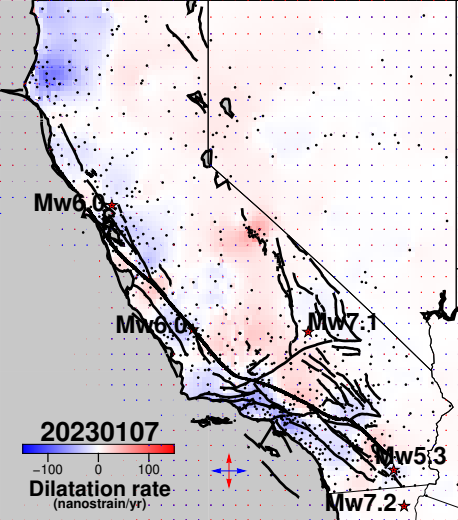 Mw6.0
Mw7.1
Mw6.0
20230107
Mw5.3
−100 0 100
Dilatation rate
(nanostrain/yr)
Mw7.2